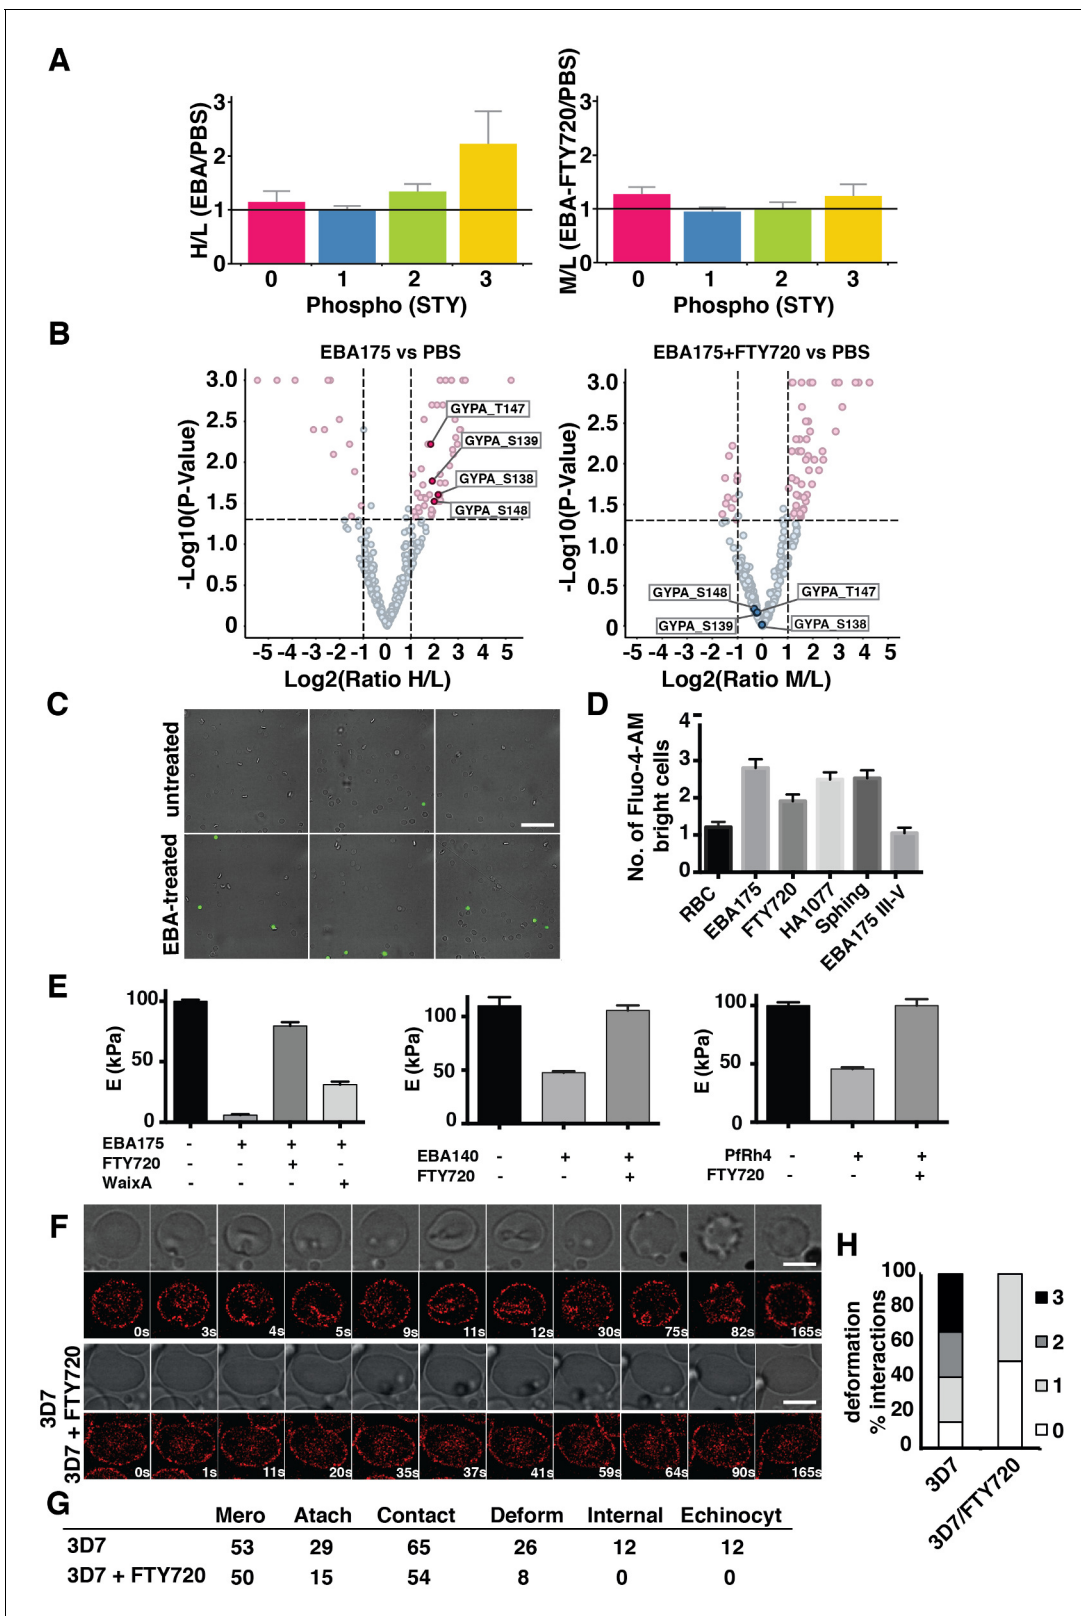 A
H/L (EBA/PBS)
3
2
1
0
0 1 2 3
Phospho (STY)
M/L (EBA-FTY720/PBS)
3
2
1
0
0 1 2 3
Phospho (STY)
B
EBA175 vs PBS
-Log10(P-Value)
3.0
2.5
2.0
1.5
1.0
0.5
0
GYPA_T147
GYPA_S139
GYPA_S138
GYPA_S148
-5 -4 -3 -2 -1 0 1 2 3 4 5
Log2(Ratio H/L)
EBA175+FTY720 vs PBS
-Log10(P-Value)
3.0
2.5
2.0
1.5
1.0
0.5
0
GYPA_S148
GYPA_T147
GYPA_S139
GYPA_S138
-5 -4 -3 -2 -1 0 1 2 3 4 5
Log2(Ratio M/L)
C
untreated
EBA-treated
D
No. of Fluo-4-AM
bright cells
4
3
2
1
0
RBC
EBA175
FTY720
HA1077
Sphing
EBA175 III-V
E
E (kPa)
100
50
0
EBA175 - + + +
FTY720 - - + -
WaixA - - - +
E (kPa)
100
50
0
EBA140 - + +
FTY720 - - +
E (kPa)
100
50
0
PfRh4 - + +
FTY720 - - +
F
3D7
0s 3s 4s 5s 9s 11s 12s 30s 75s 82s 165s
3D7 + FTY720
0s 1s 11s 20s 35s 37s 41s 59s 64s 90s 165s
G
Mero Atach Contact Deform Internal Echinocyt
3D7 53 29 65 26 12 12
3D7 + FTY720 50 15 54 8 0 0
H
deformation
% interactions
100
80
60
40
20
0
3
2
1
0
3D7
3D7/FTY720